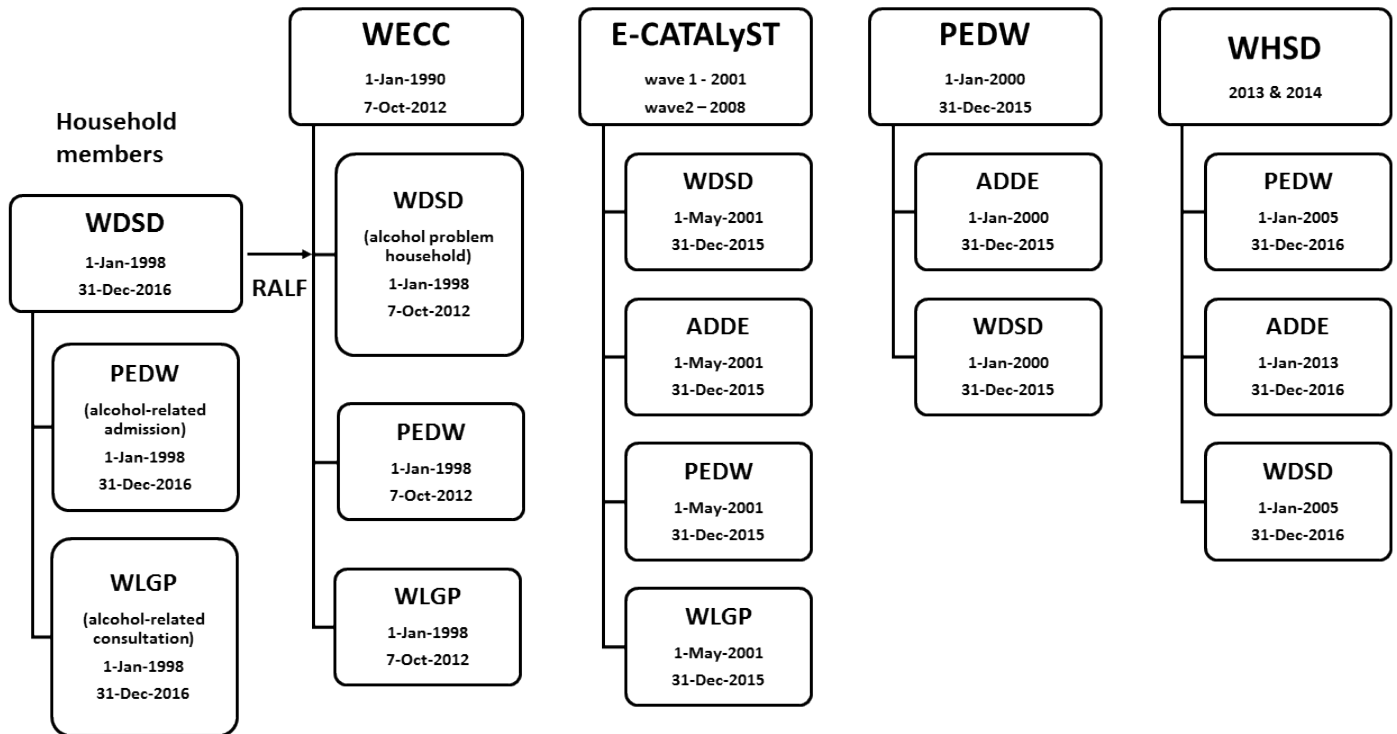 Household
members
WDSD
1-Jan-1998
31-Dec-2016
PEDW
(alcohol-related
admission)
1-Jan-1998
31-Dec-2016
WLGP
(alcohol-related
consultation)
1-Jan-1998
31-Dec-2016
RALF
WECC
1-Jan-1990
7-Oct-2012
WDSD
(alcohol problem
household)
1-Jan-1998
7-Oct-2012
PEDW
1-Jan-1998
7-Oct-2012
WLGP
1-Jan-1998
7-Oct-2012
E-CATALyST
wave 1 - 2001
wave2 – 2008
WDSD
1-May-2001
31-Dec-2015
ADDE
1-May-2001
31-Dec-2015
PEDW
1-May-2001
31-Dec-2015
WLGP
1-May-2001
31-Dec-2015
PEDW
1-Jan-2000
31-Dec-2015
ADDE
1-Jan-2000
31-Dec-2015
WDSD
1-Jan-2000
31-Dec-2015
WHSD
2013 & 2014
PEDW
1-Jan-2005
31-Dec-2016
ADDE
1-Jan-2013
31-Dec-2016
WDSD
1-Jan-2005
31-Dec-2016